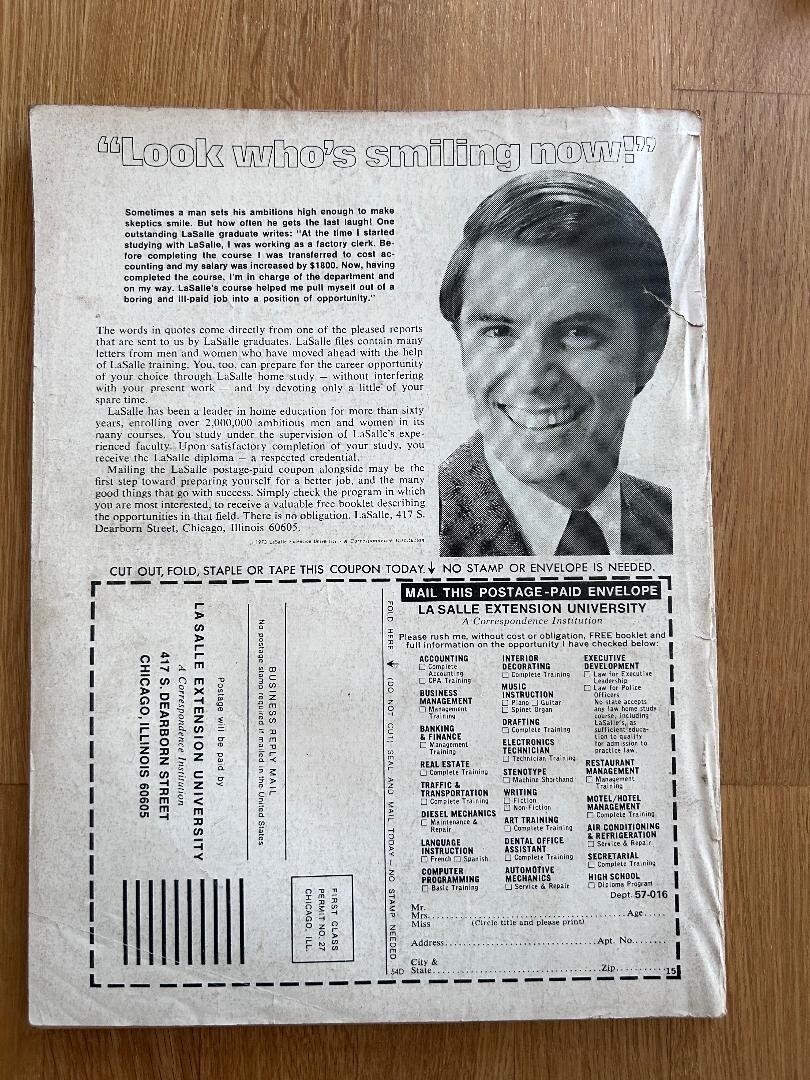 “Look who's smiling now!”
Sometimes a man sets his ambitions high enough to make
skeptics smile. But how often he gets the last laugh! One
outstanding LaSalle graduate writes: "At the time I started
studying with LaSalle, I was working as a factory clerk. Be-
fore completing the course I was transferred to cost ac-
counting and my salary was increased by $1800. Now, having
completed the course, I'm in charge of the department and
on my way. LaSalle's course helped me pull myself out of a
boring and ill-paid job into a position of opportunity."
The words in quotes come directly from one of the pleased reports
that are sent to us by LaSalle graduates. LaSalle files contain many
letters from men and women who have moved ahead with the help
of LaSalle training. You, too, can prepare for the career opportunity
of your choice through LaSalle home study — without interfering
with your present work — and by devoting only a little of your
spare time.
LaSalle has been a leader in home education for more than sixty
years, enrolling over 2,000,000 ambitious men and women in its
many courses. You study under the supervision of LaSalle's expe-
rienced faculty. Upon satisfactory completion of your study, you
receive the LaSalle diploma — a respected credential.
Mailing the LaSalle postage-paid coupon alongside may be the
first step toward preparing yourself for a better job, and the many
good things that go with success. Simply check the program in which
you are most interested, to receive a valuable free booklet describing
the opportunities in that field. There is no obligation. LaSalle, 417 S.
Dearborn Street, Chicago, Illinois 60605.
1973 LaSalle Extension University • A Correspondence Institution
CUT OUT, FOLD, STAPLE OR TAPE THIS COUPON TODAY. ↓ NO STAMP OR ENVELOPE IS NEEDED.
FIRST CLASS
PERMIT NO. 27
CHICAGO, ILL.
BUSINESS REPLY MAIL
No postage stamp required if mailed in the United States
Postage will be paid by
LA SALLE EXTENSION UNIVERSITY
A Correspondence Institution
417 S. DEARBORN STREET
CHICAGO, ILLINOIS 60605
FOLD HERE (DO NOT CUT) SEAL AND MAIL TODAY — NO STAMP NEEDED
54D
MAIL THIS POSTAGE-PAID ENVELOPE
LA SALLE EXTENSION UNIVERSITY
A Correspondence Institution
Please rush me, without cost or obligation, FREE booklet and
full information on the opportunity I have checked below:
ACCOUNTING
☐ Complete
Accounting
☐ CPA Training
BUSINESS
MANAGEMENT
☐ Management
Training
BANKING
& FINANCE
☐ Management
Training
REAL ESTATE
☐ Complete Training
TRAFFIC &
TRANSPORTATION
☐ Complete Training
DIESEL MECHANICS
☐ Maintenance &
Repair
LANGUAGE
INSTRUCTION
☐ French ☐ Spanish
COMPUTER
PROGRAMMING
☐ Basic Training
INTERIOR
DECORATING
☐ Complete Training
MUSIC
INSTRUCTION
☐ Piano ☐ Guitar
☐ Spinet Organ
DRAFTING
☐ Complete Training
ELECTRONICS
TECHNICIAN
☐ Technician Training
STENOTYPE
☐ Machine Shorthand
WRITING
☐ Fiction
☐ Non-Fiction
ART TRAINING
☐ Complete Training
DENTAL OFFICE
ASSISTANT
☐ Complete Training
AUTOMOTIVE
MECHANICS
☐ Service & Repair
EXECUTIVE
DEVELOPMENT
☐ Law for Executive
Leadership
☐ Law for Police
Officers
No state accepts
any law home study
course, including
LaSalle's, as
sufficient educa-
tion to qualify
for admission to
practice law.
RESTAURANT
MANAGEMENT
☐ Management
Training
MOTEL/HOTEL
MANAGEMENT
☐ Complete Training
AIR CONDITIONING
& REFRIGERATION
☐ Service & Repair
SECRETARIAL
☐ Complete Training
HIGH SCHOOL
☐ Diploma Program
Dept. 57-016
Mr.
Mrs. Age
Miss (Circle title and please print)
Address Apt. No.
City &
State Zip 15